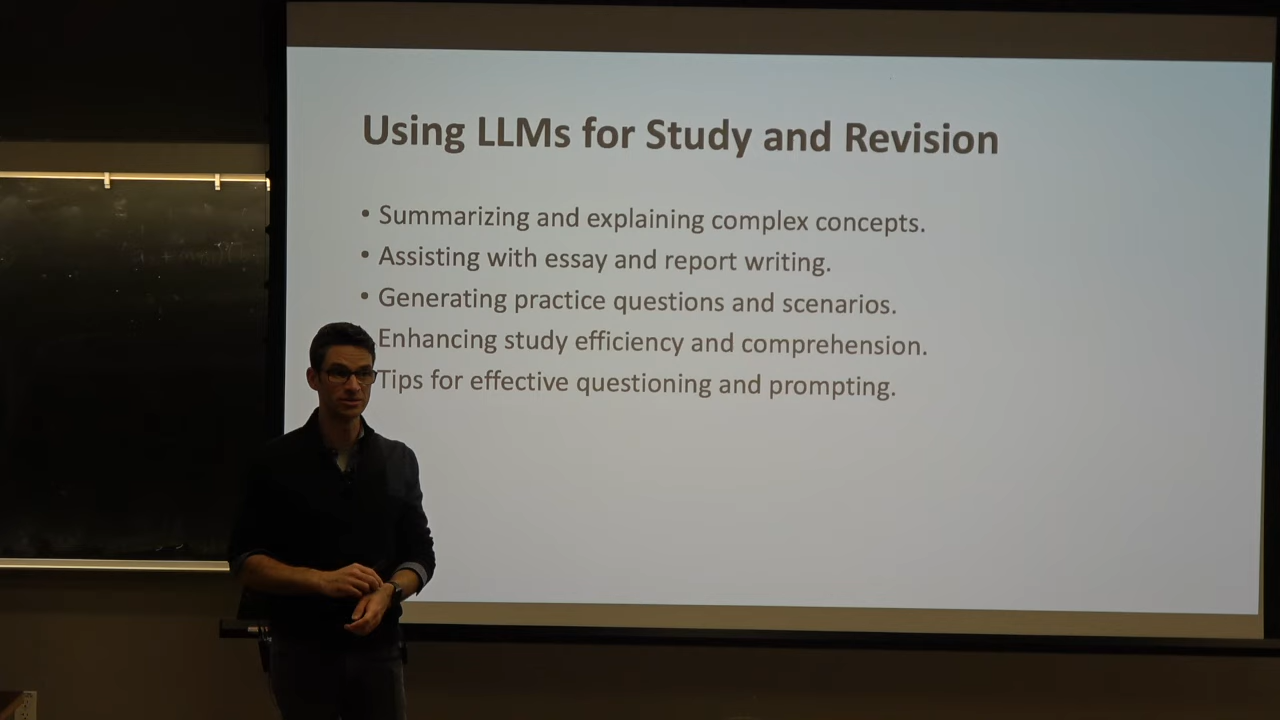 Using LLMs for Study and Revision
• Summarizing and explaining complex concepts.
• Assisting with essay and report writing.
• Generating practice questions and scenarios.
Enhancing study efficiency and comprehension.
Tips for effective questioning and prompting.